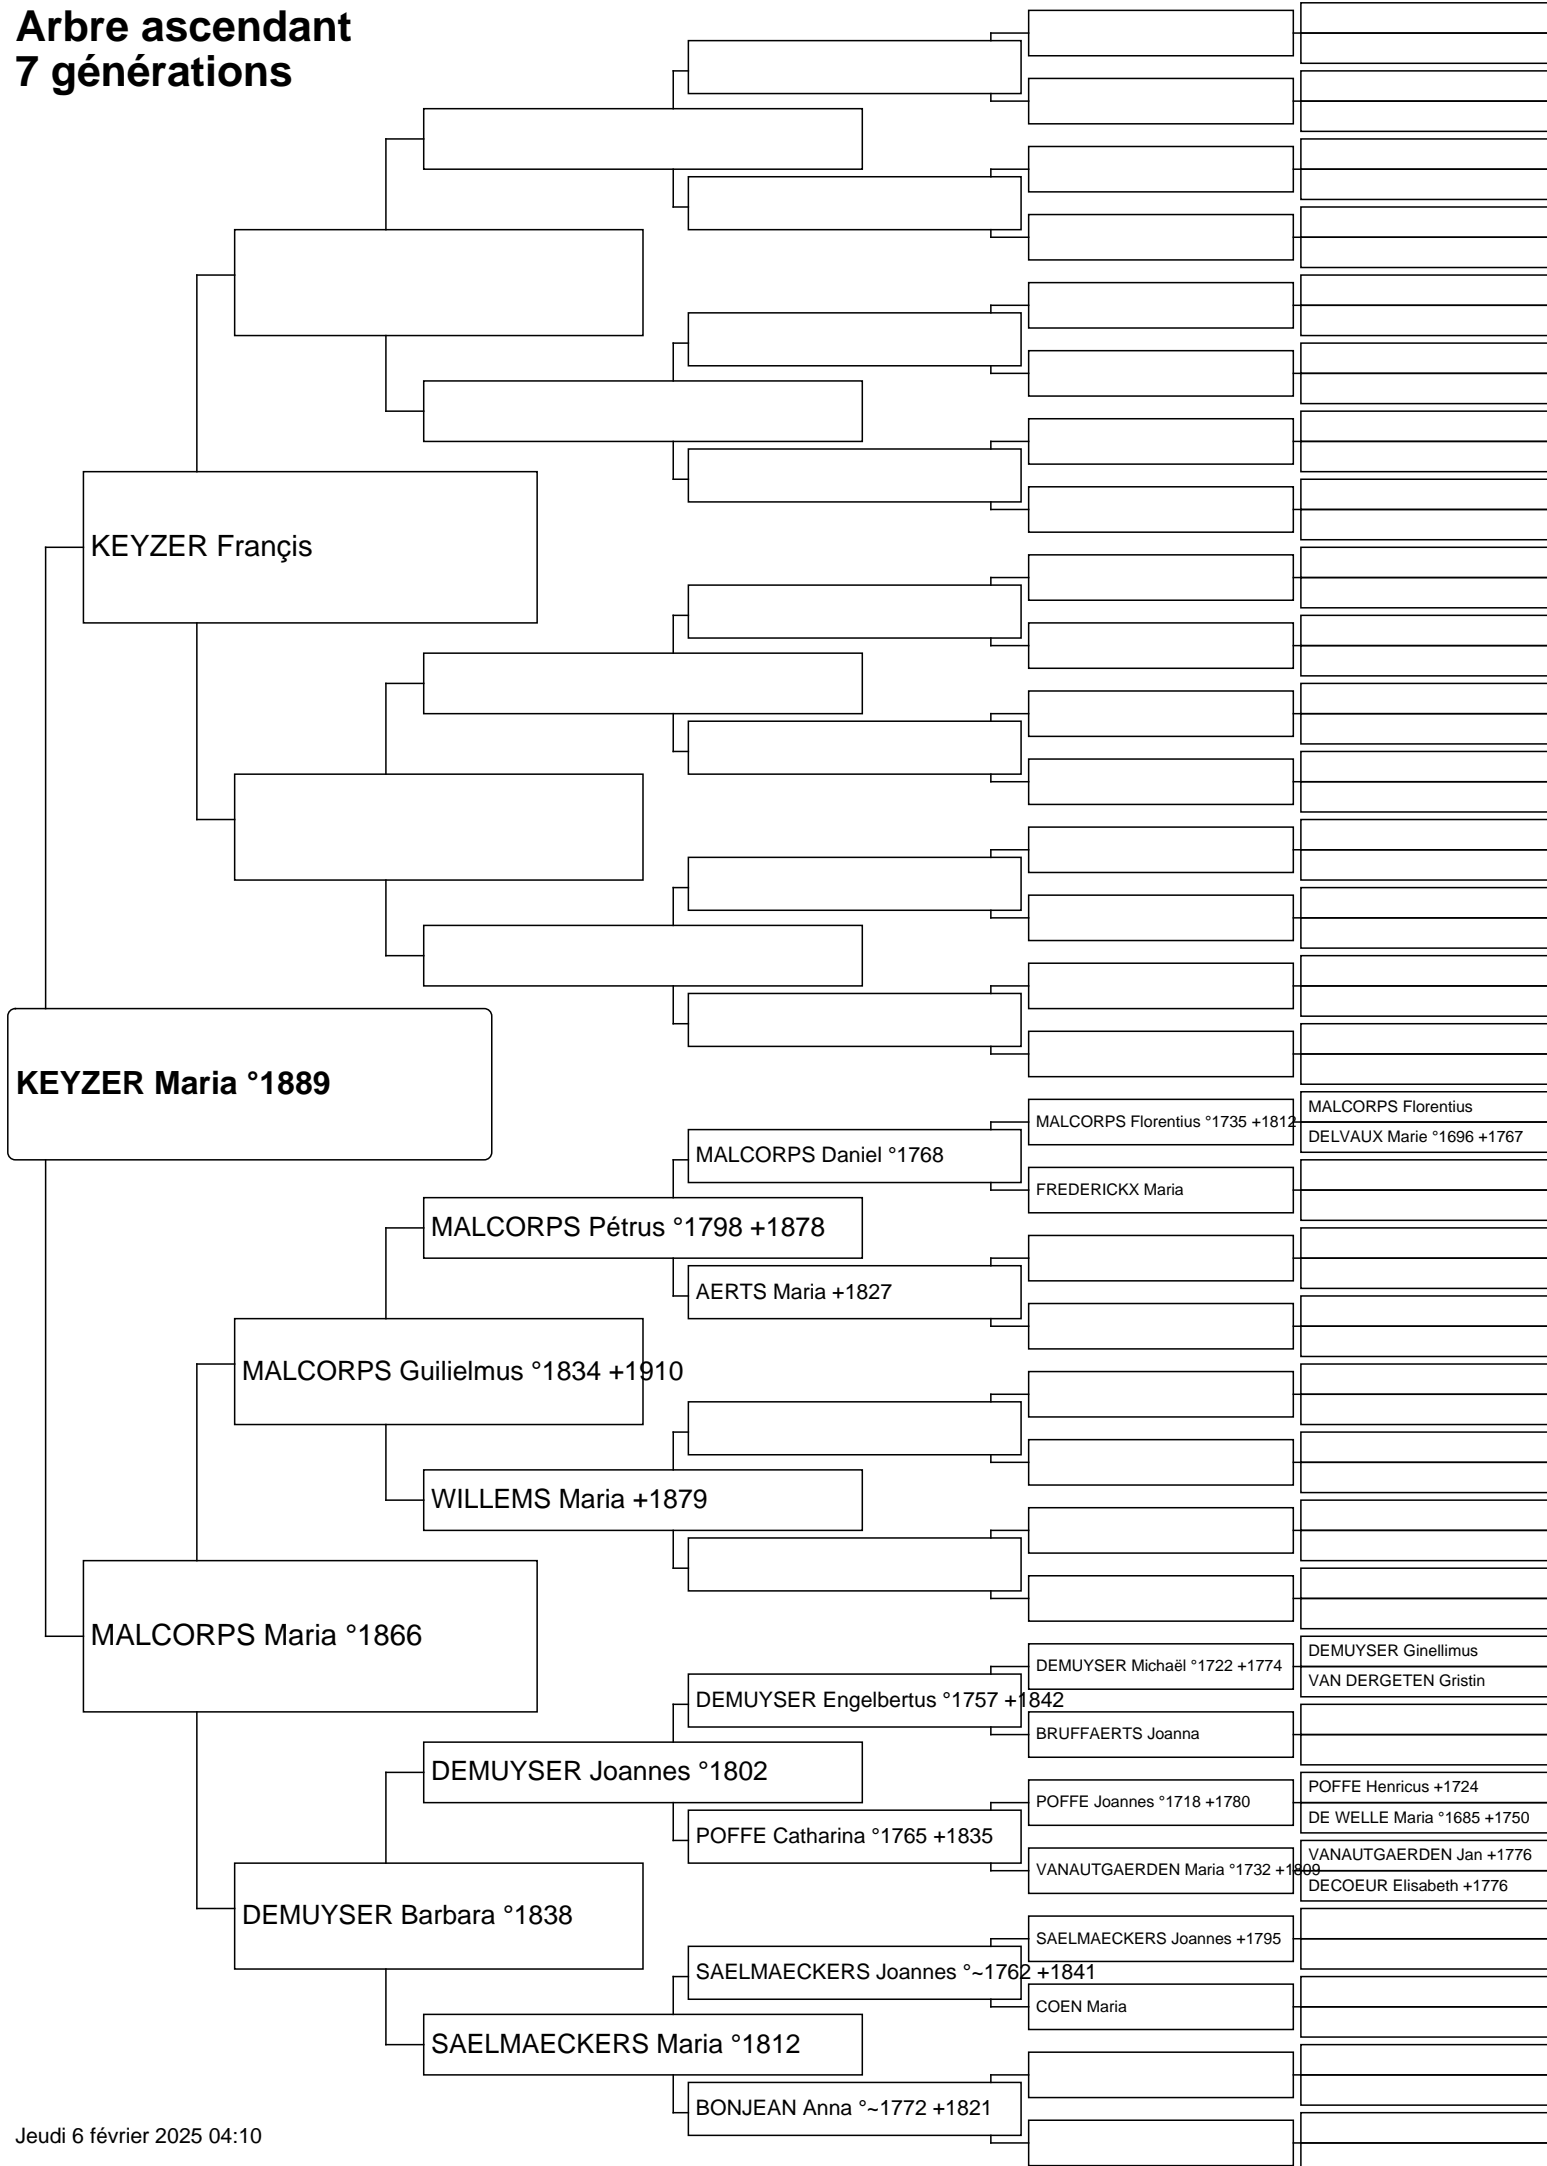 Arbre ascendant
7 générations
KEYZER Françis
KEYZER Maria °1889
MALCORPS Florentius °1735 +1812
MALCORPS Florentius
DELVAUX Marie °1696 +1767
MALCORPS Daniel °1768
FREDERICKX Maria
MALCORPS Pétrus °1798 +1878
AERTS Maria +1827
MALCORPS Guilielmus °1834 +1910
WILLEMS Maria +1879
MALCORPS Maria °1866
DEMUYSER Michaël °1722 +1774
DEMUYSER Ginellimus
VAN DERGETEN Gristin
DEMUYSER Engelbertus °1757 +1842
BRUFFAERTS Joanna
DEMUYSER Joannes °1802
POFFE Joannes °1718 +1780
POFFE Henricus +1724
DE WELLE Maria °1685 +1750
POFFE Catharina °1765 +1835
VANAUTGAERDEN Maria °1732 +1809
VANAUTGAERDEN Jan +1776
DECOEUR Elisabeth +1776
DEMUYSER Barbara °1838
SAELMAECKERS Joannes +1795
SAELMAECKERS Joannes °~1762 +1841
COEN Maria
SAELMAECKERS Maria °1812
BONJEAN Anna °~1772 +1821
Jeudi 6 février 2025 04:10